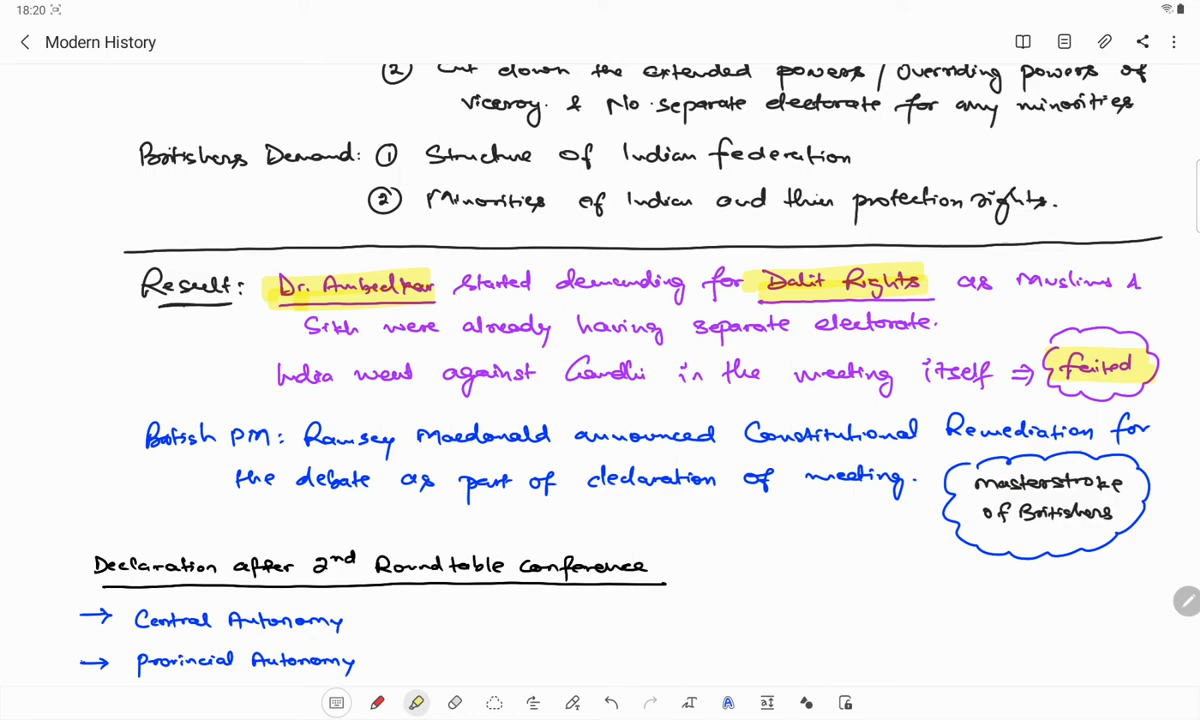 18:20
Modern History
② Cut down the extended powers / Overriding powers of
viceroy. & No separate electorate for any minorities
Britishers Demand: ① Structure of Indian federation
② Minorities of Indian and their protection rights.
Result: Dr. Ambedkar started demanding for Dalit Rights as Muslims &
Sikh were already having separate electorate.
India went against Gandhi in the meeting itself ⇒ failed
British PM: Ramsey Macdonald announced Constitutional Remediation for
the debate as part of declaration of meeting.
masterstroke
of Britishers
Declaration after 2nd Roundtable Conference
→ Central Autonomy
→ Provincial Autonomy